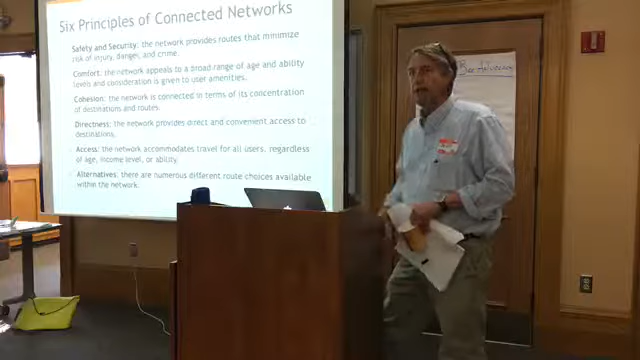 Six Principles of Connected Networks
Safety and Security: the network provides routes that minimize
risk of injury, danger, and crime.
Comfort: the network appeals to a broad range of age and ability
levels and consideration is given to user amenities.
Cohesion: the network is connected in terms of its concentration
of destinations and routes.
Directness: the network provides direct and convenient access to
destinations.
Access: the network accommodates travel for all users, regardless
of age, income level, or ability.
Alternatives: there are numerous different route choices available
within the network.